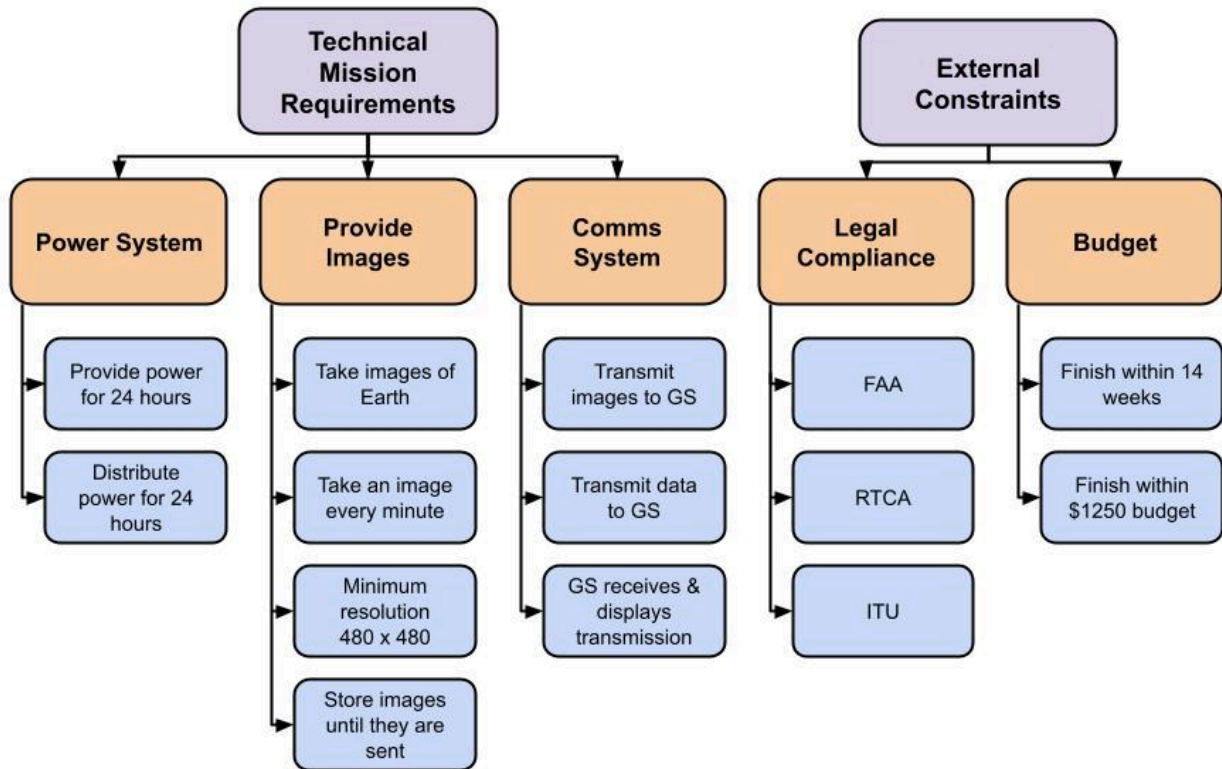 Technical
Mission
Requirements
External
Constraints
Power System
Provide
Images
Comms
System
Legal
Compliance
Budget
Provide power
for 24 hours
Distribute
power for 24
hours
Take images of
Earth
Take an image
every minute
Minimum
resolution
480 x 480
Store images
until they are
sent
Transmit
images to GS
Transmit data
to GS
GS receives &
displays
transmission
FAA
RTCA
ITU
Finish within 14
weeks
Finish within
$1250 budget